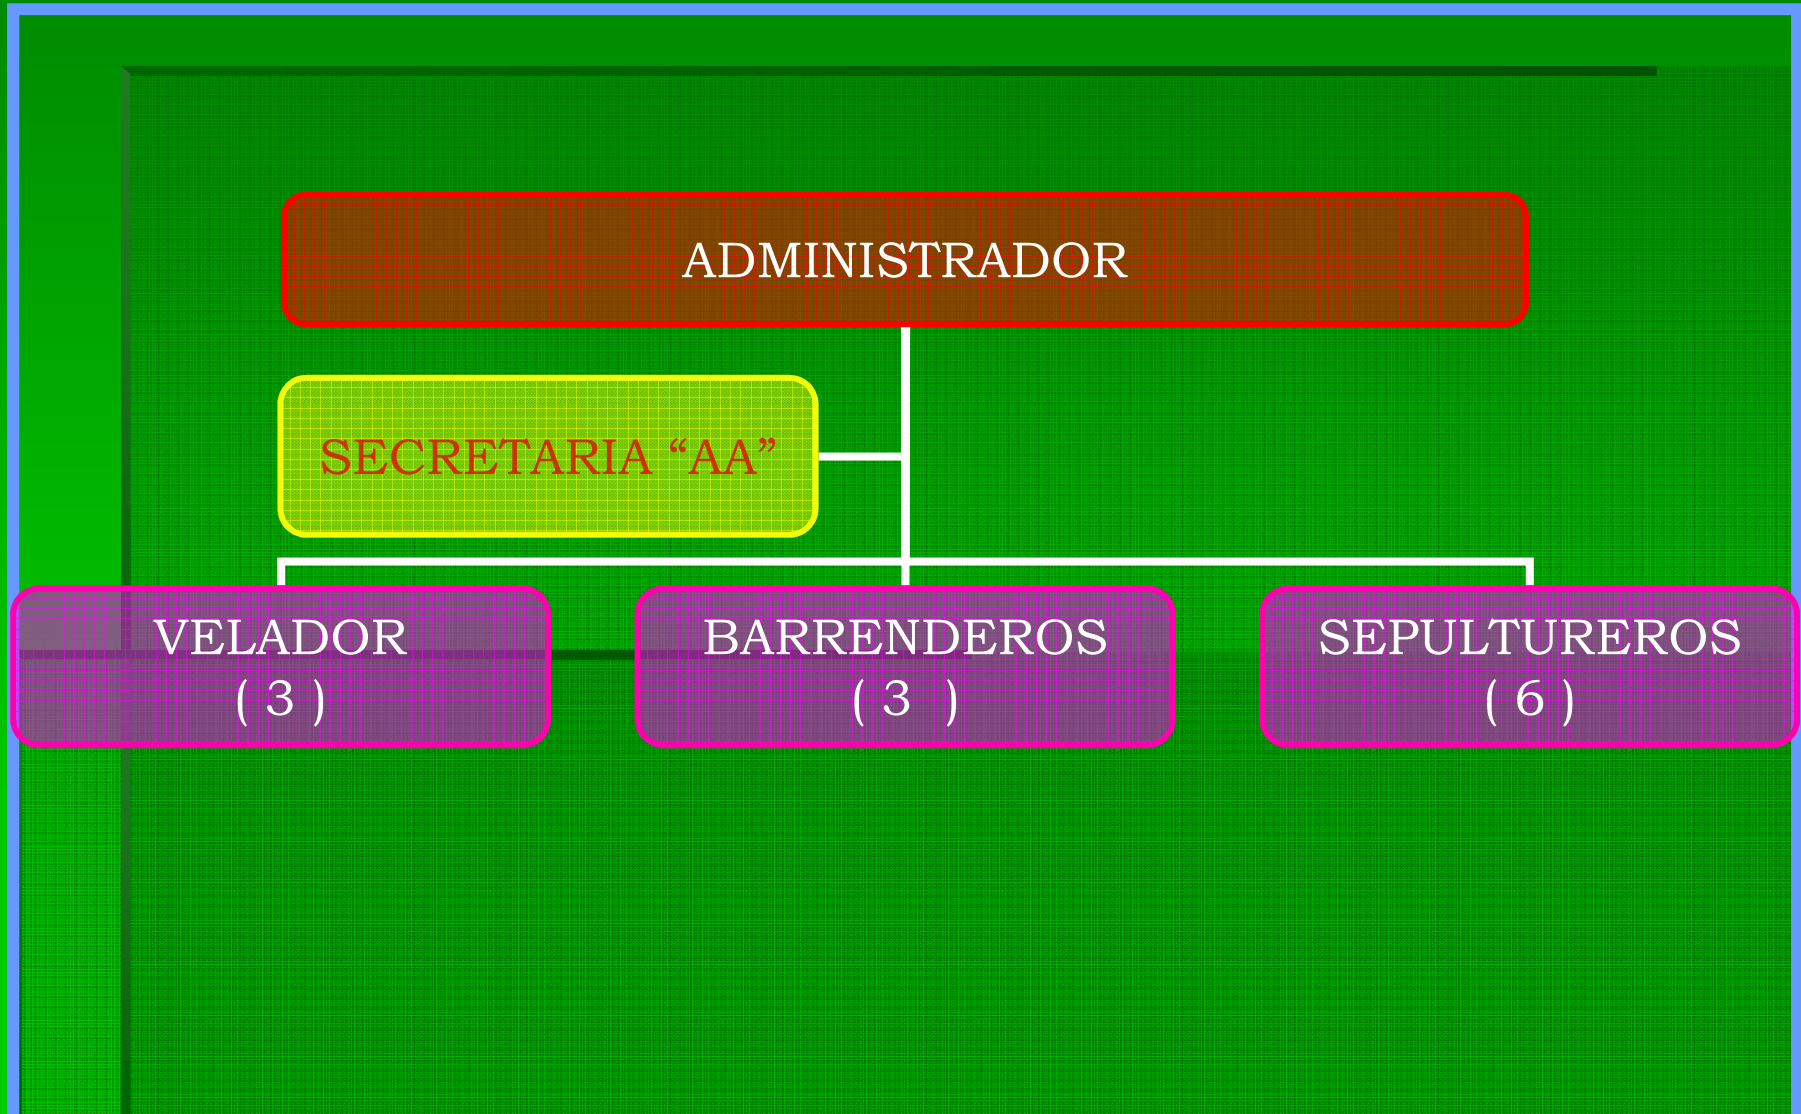 ADMINISTRADOR
SECRETARIA “AA”
VELADOR
( 3 )
BARRENDEROS
( 3  )
SEPULTUREROS
( 6 )